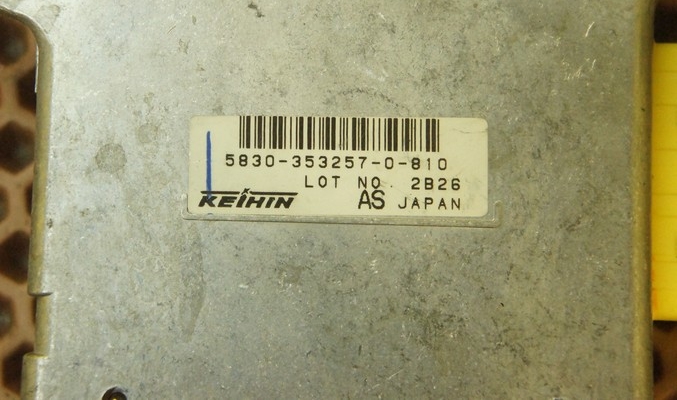 5830-353257-0-810
LOT NO. 2B26
KEIHIN AS JAPAN